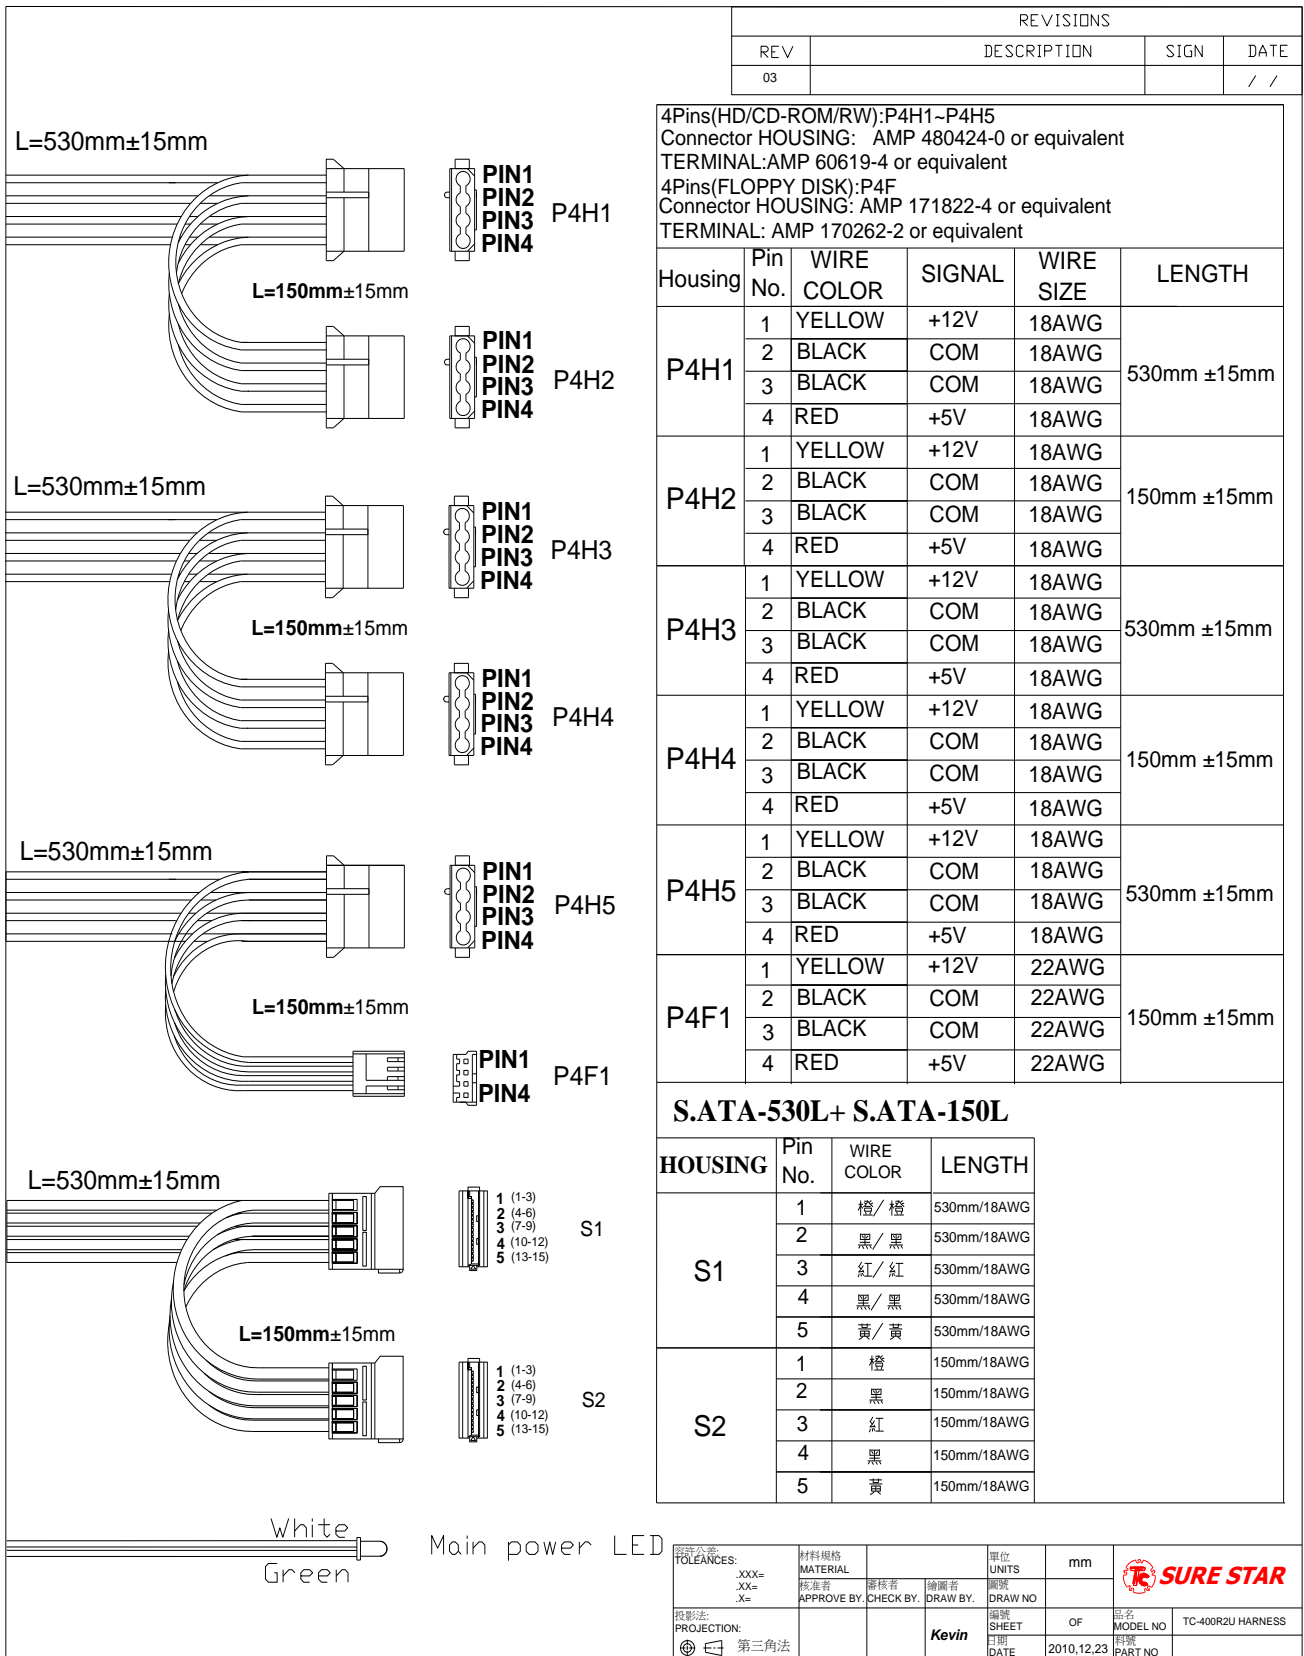 REVISIONS
REV DESCRIPTION SIGN DATE
03 / /
4Pins(HD/CD-ROM/RW):P4H1~P4H5
Connector HOUSING: AMP 480424-0 or equivalent
TERMINAL:AMP 60619-4 or equivalent
4Pins(FLOPPY DISK):P4F
Connector HOUSING: AMP 171822-4 or equivalent
TERMINAL: AMP 170262-2 or equivalent
L=530mm±15mm
PIN1
PIN2
PIN3
PIN4
P4H1
L=150mm±15mm
PIN1
PIN2
PIN3
PIN4
P4H2
L=530mm±15mm
PIN1
PIN2
PIN3
PIN4
P4H3
L=150mm±15mm
PIN1
PIN2
PIN3
PIN4
P4H4
L=530mm±15mm
PIN1
PIN2
PIN3
PIN4
P4H5
L=150mm±15mm
PIN1
PIN4
P4F1
L=530mm±15mm
1 (1-3)
2 (4-6)
3 (7-9)
4 (10-12)
5 (13-15)
S1
L=150mm±15mm
1 (1-3)
2 (4-6)
3 (7-9)
4 (10-12)
5 (13-15)
S2
White
Green
Main power LED
Housing Pin No. WIRE COLOR SIGNAL WIRE SIZE LENGTH
P4H1 530mm ±15mm
1 YELLOW +12V 18AWG
2 BLACK COM 18AWG
3 BLACK COM 18AWG
4 RED +5V 18AWG
P4H2 150mm ±15mm
1 YELLOW +12V 18AWG
2 BLACK COM 18AWG
3 BLACK COM 18AWG
4 RED +5V 18AWG
P4H3 530mm ±15mm
1 YELLOW +12V 18AWG
2 BLACK COM 18AWG
3 BLACK COM 18AWG
4 RED +5V 18AWG
P4H4 150mm ±15mm
1 YELLOW +12V 18AWG
2 BLACK COM 18AWG
3 BLACK COM 18AWG
4 RED +5V 18AWG
P4H5 530mm ±15mm
1 YELLOW +12V 18AWG
2 BLACK COM 18AWG
3 BLACK COM 18AWG
4 RED +5V 18AWG
P4F1 150mm ±15mm
1 YELLOW +12V 22AWG
2 BLACK COM 22AWG
3 BLACK COM 22AWG
4 RED +5V 22AWG
S.ATA-530L+ S.ATA-150L
HOUSING Pin No. WIRE COLOR LENGTH
S1
1 橙/橙 530mm/18AWG
2 黑/黑 530mm/18AWG
3 紅/紅 530mm/18AWG
4 黑/黑 530mm/18AWG
5 黃/黃 530mm/18AWG
S2
1 橙 150mm/18AWG
2 黑 150mm/18AWG
3 紅 150mm/18AWG
4 黑 150mm/18AWG
5 黃 150mm/18AWG
容許公差:
TOLEANCES:
.XXX=
.XX=
.X=
材料規格
MATERIAL
單位
UNITS
mm
TC SURE STAR
核准者
APPROVE BY.
審核者
CHECK BY.
繪圖者
DRAW BY.
圖號
DRAW NO
投影法:
PROJECTION:
第三角法
Kevin
編號
SHEET
OF
品名
MODEL NO
TC-400R2U HARNESS
日期
DATE
2010,12,23
料號
PART NO